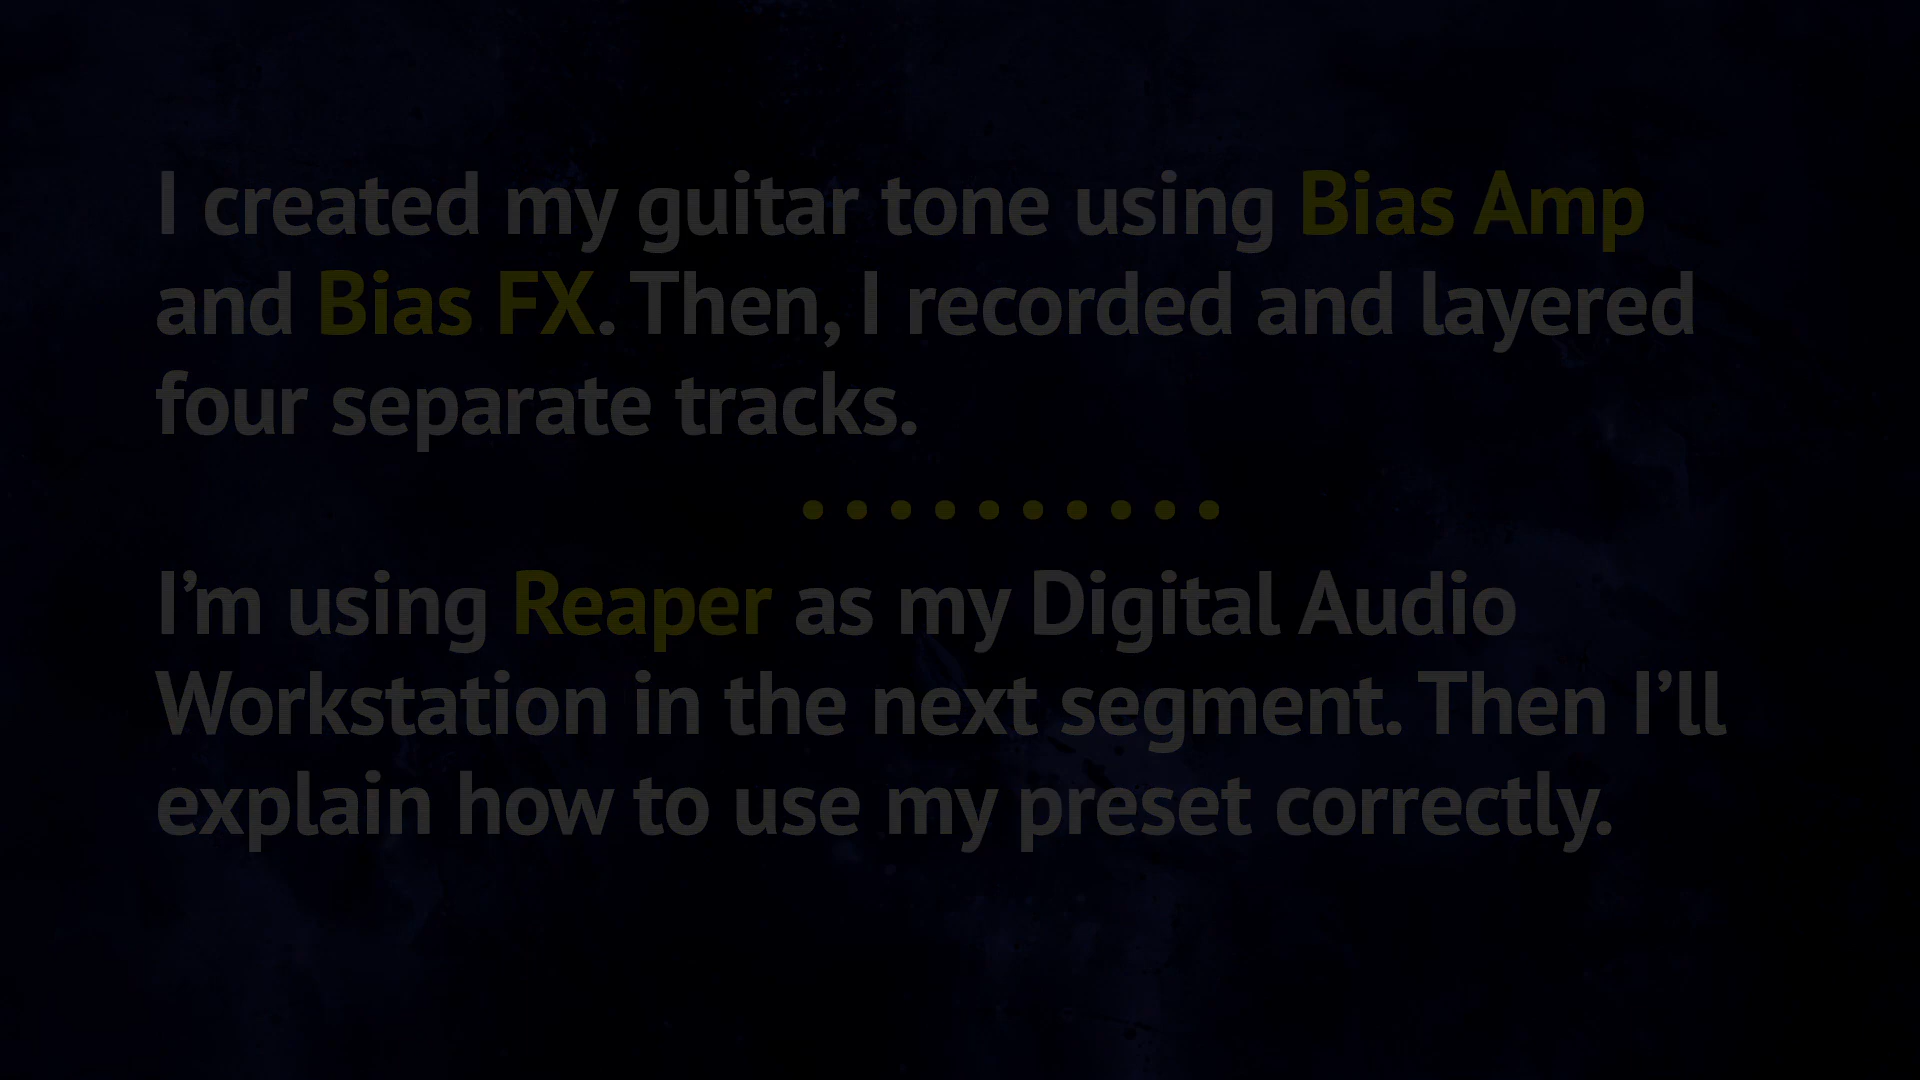 I created my guitar tone using Bias Amp
and Bias FX. Then, I recorded and layered
four separate tracks.
• • • • • • • • • •
I’m using Reaper as my Digital Audio
Workstation in the next segment. Then I’ll
explain how to use my preset correctly.